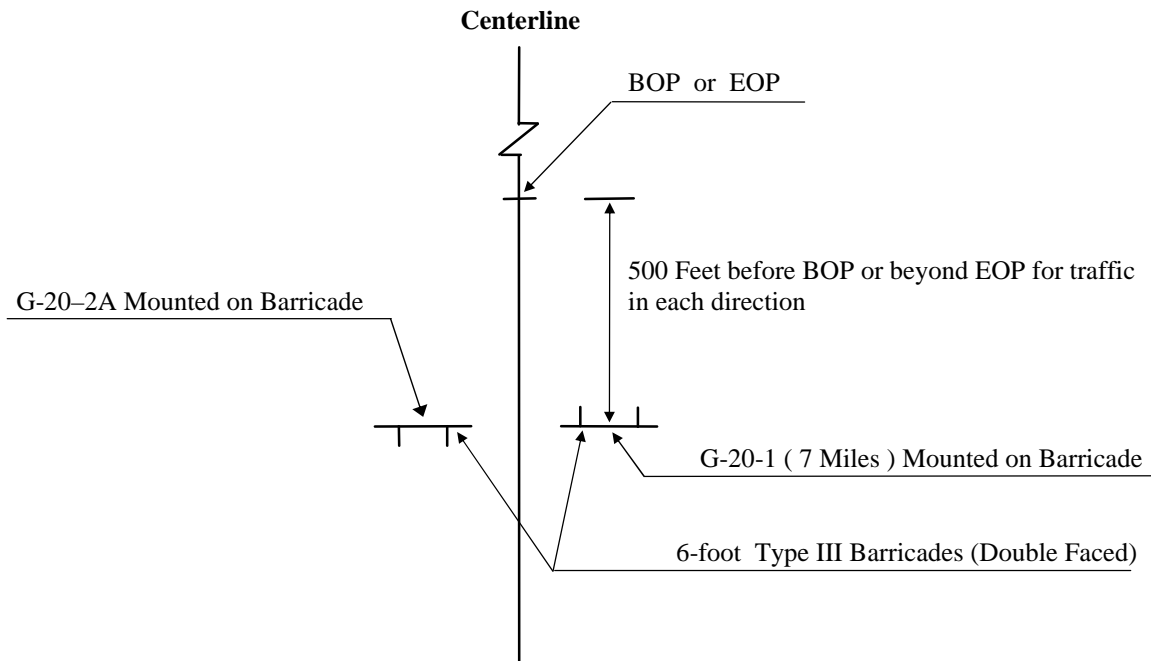 Centerline
BOP or EOP
500 Feet before BOP or beyond EOP for traffic
in each direction
G-20–2A Mounted on Barricade
G-20-1 ( 7 Miles ) Mounted on Barricade
6-foot Type III Barricades (Double Faced)